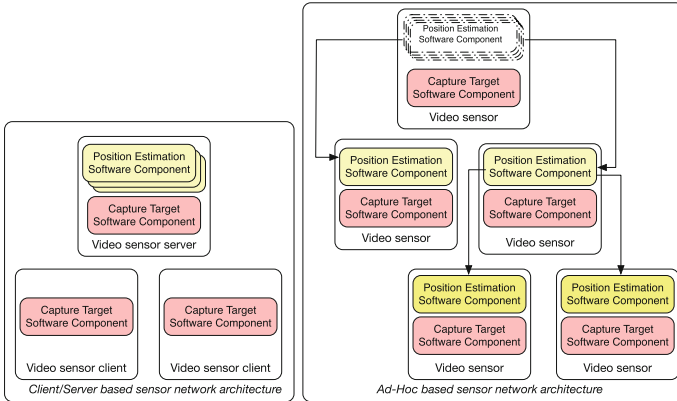 Position Estimation
Software Component
Capture Target
Software Component
Video sensor server
Capture Target
Software Component
Video sensor client
Capture Target
Software Component
Video sensor client
Client/Server based sensor network architecture
Position Estimation
Software Component
Capture Target
Software Component
Video sensor
Position Estimation
Software Component
Capture Target
Software Component
Video sensor
Position Estimation
Software Component
Capture Target
Software Component
Video sensor
Position Estimation
Software Component
Capture Target
Software Component
Video sensor
Position Estimation
Software Component
Capture Target
Software Component
Video sensor
Ad-Hoc based sensor network architecture